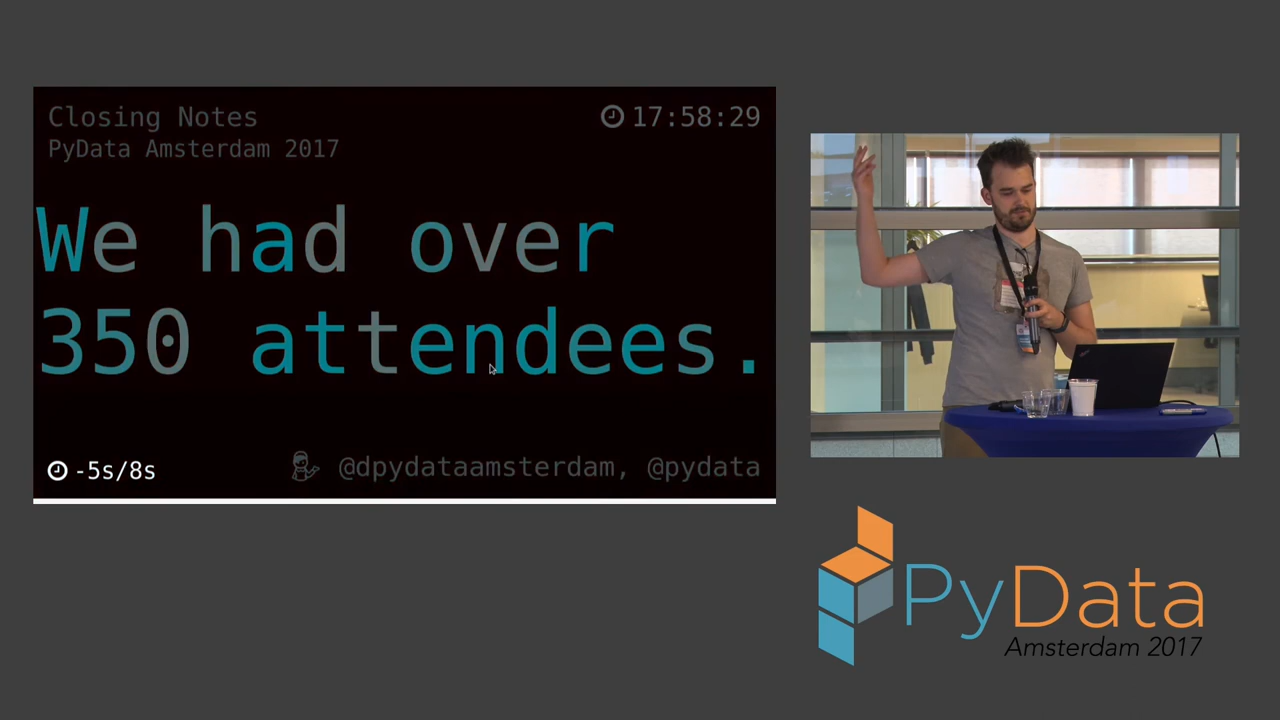 Closing Notes
17:58:29
PyData Amsterdam 2017
We had over
350 attendees.
-5s/8s
@dpydataamsterdam, @pydata
PyData
Amsterdam 2017